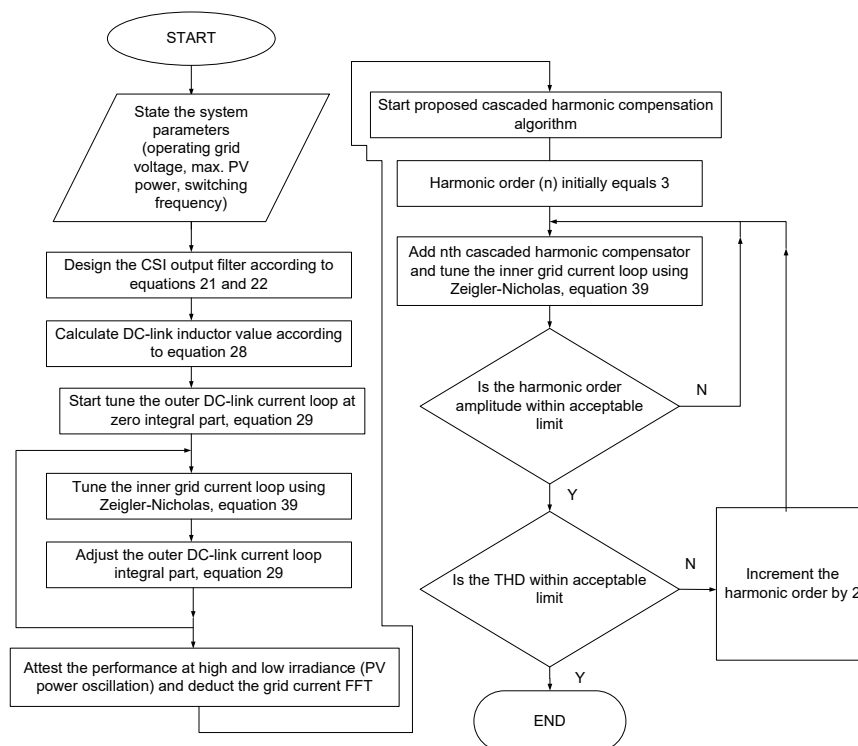 START
State the system
parameters
(operating grid
voltage, max. PV
power, switching
frequency)
Design the CSI output filter according to
equations 21 and 22
Calculate DC-link inductor value according
to equation 28
Start tune the outer DC-link current loop at
zero integral part, equation 29
Tune the inner grid current loop using
Zeigler-Nicholas, equation 39
Adjust the outer DC-link current loop
integral part, equation 29
Attest the performance at high and low irradiance (PV
power oscillation) and deduct the grid current FFT
Start proposed cascaded harmonic compensation
algorithm
Harmonic order (n) initially equals 3
Add nth cascaded harmonic compensator
and tune the inner grid current loop using
Zeigler-Nicholas, equation 39
Is the harmonic order
amplitude within acceptable
limit
N
Y
Is the THD within acceptable
limit
N
Increment the
harmonic order by 2
Y
END